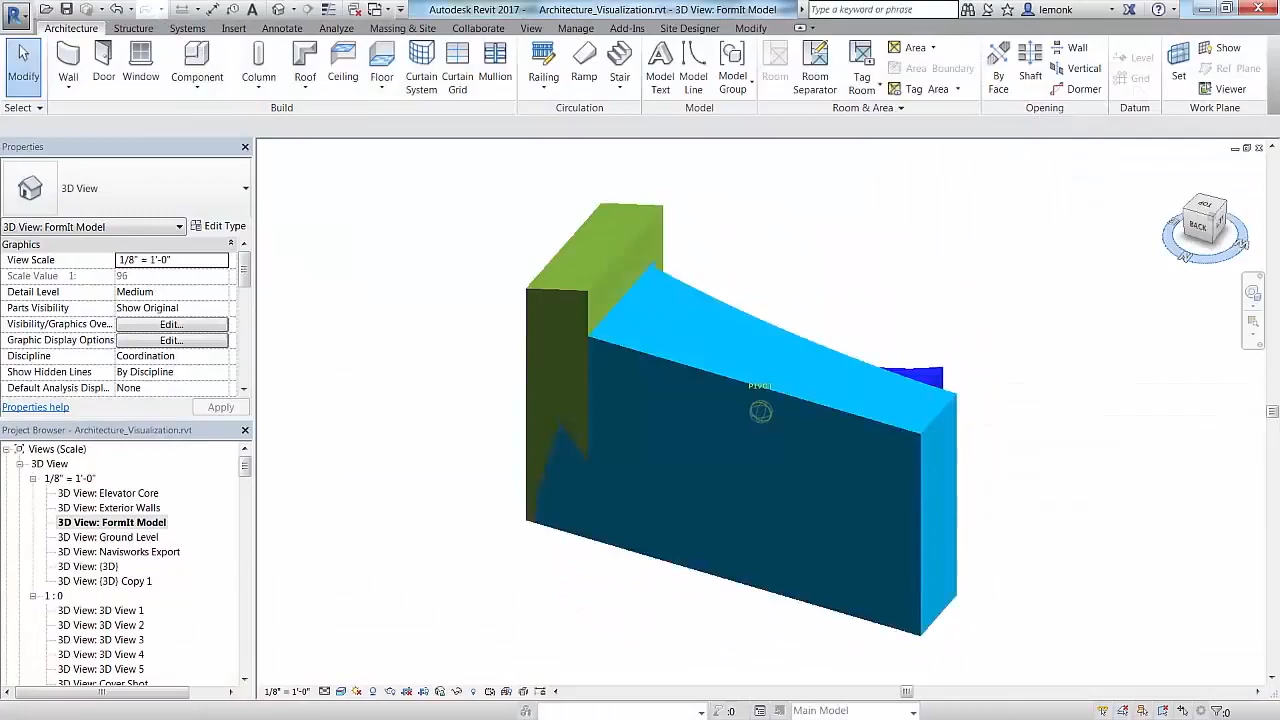 Autodesk Revit 2017 - Architecture_Visualization.rvt - 3D View: FormIt Model
Type a keyword or phrase
lemonk
Architecture Structure Systems Insert Annotate Analyze Massing & Site Collaborate View Manage Add-Ins Site Designer Modify
Modify
Wall
Door
Window
Component
Column
Roof
Ceiling
Floor
Curtain System
Curtain Grid
Mullion
Railing
Ramp
Stair
Model Text
Model Line
Model Group
Room
Room Separator
Tag Room
Area
Area Boundary
Tag Area
By Face
Shaft
Wall
Vertical
Dormer
Level
Grid
Set
Show
Ref Plane
Viewer
Select
Build
Circulation
Model
Room & Area
Opening
Datum
Work Plane
Properties
3D View
3D View: FormIt Model
Edit Type
Graphics
View Scale 1/8" = 1'-0"
Scale Value 1: 96
Detail Level Medium
Parts Visibility Show Original
Visibility/Graphics Ove... Edit...
Graphic Display Options Edit...
Discipline Coordination
Show Hidden Lines By Discipline
Default Analysis Displ... None
Properties help
Apply
Project Browser - Architecture_Visualization.rvt
Views (Scale)
3D View
1/8" = 1'-0"
3D View: Elevator Core
3D View: Exterior Walls
3D View: FormIt Model
3D View: Ground Level
3D View: Navisworks Export
3D View: {3D}
3D View: {3D} Copy 1
1 : 0
3D View: 3D View 1
3D View: 3D View 2
3D View: 3D View 3
3D View: 3D View 4
3D View: 3D View 5
3D View: Cover Shot
TOP
BACK
N
PIVOT
1/8" = 1'-0"
:0
Main Model
:0